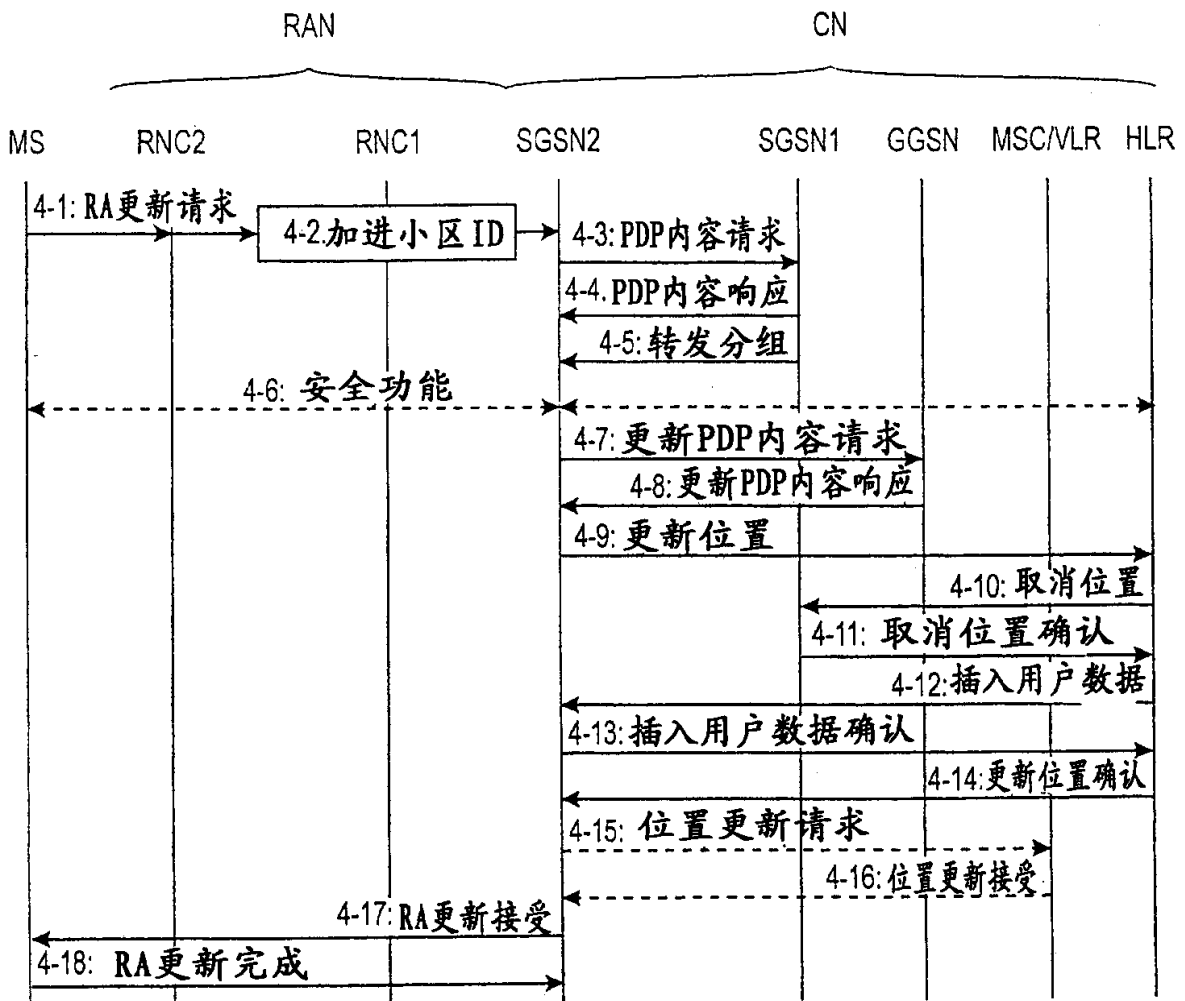 RAN CN
MS RNC2 RNC1 SGSN2 SGSN1 GGSN MSC/VLR HLR
4-1: RA更新请求
4-2.加进小区ID
4-3: PDP内容请求
4-4. PDP内容响应
4-5: 转发分组
4-6: 安全功能
4-7: 更新PDP内容请求
4-8: 更新PDP内容响应
4-9: 更新位置
4-10: 取消位置
4-11: 取消位置确认
4-12:插入用户数据
4-13: 插入用户数据确认
4-14:更新位置确认
4-15: 位置更新请求
4-16: 位置更新接受
4-17: RA更新接受
4-18: RA更新完成